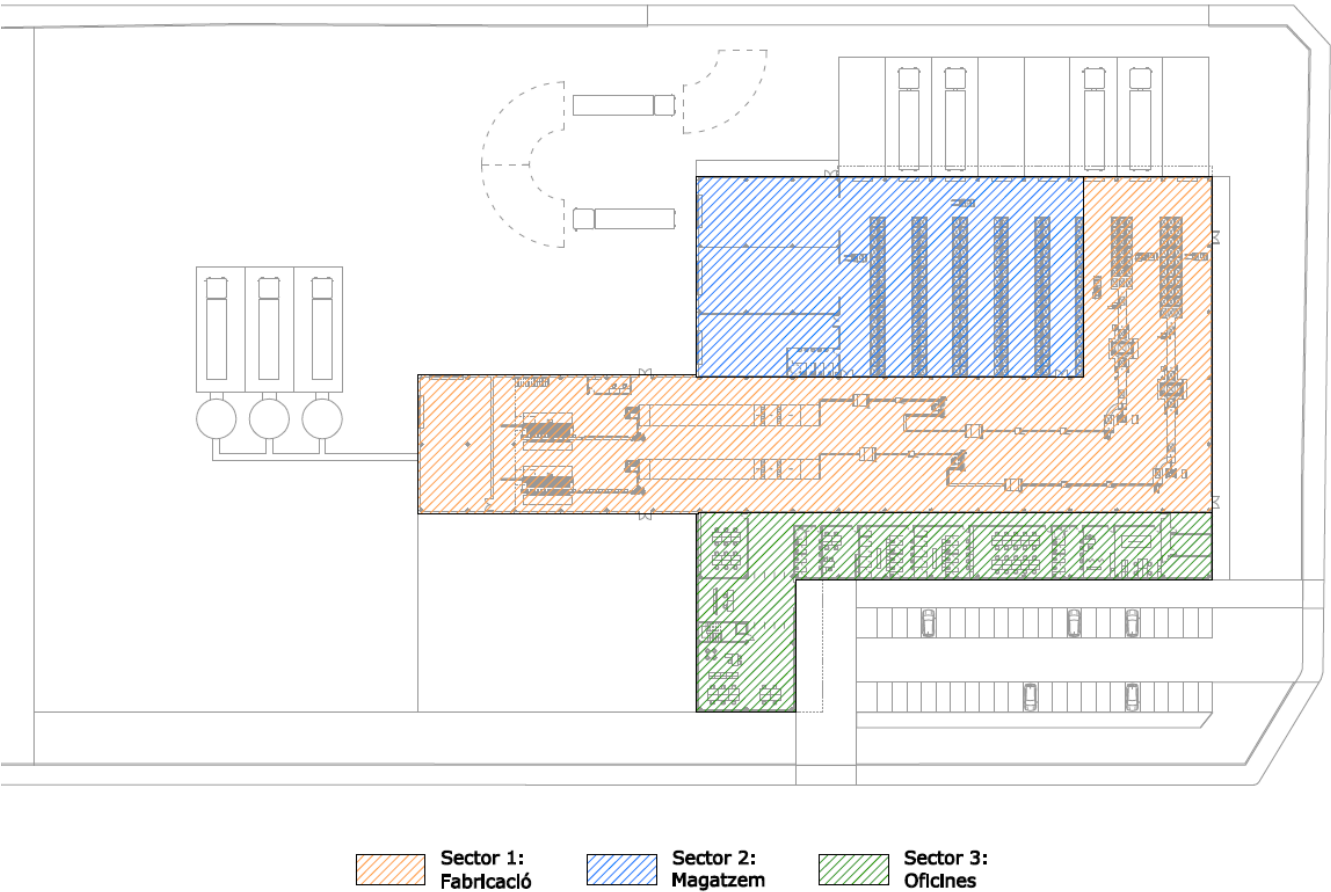 Sector 1:
Fabricació
Sector 2:
Magatzem
Sector 3:
Oficines